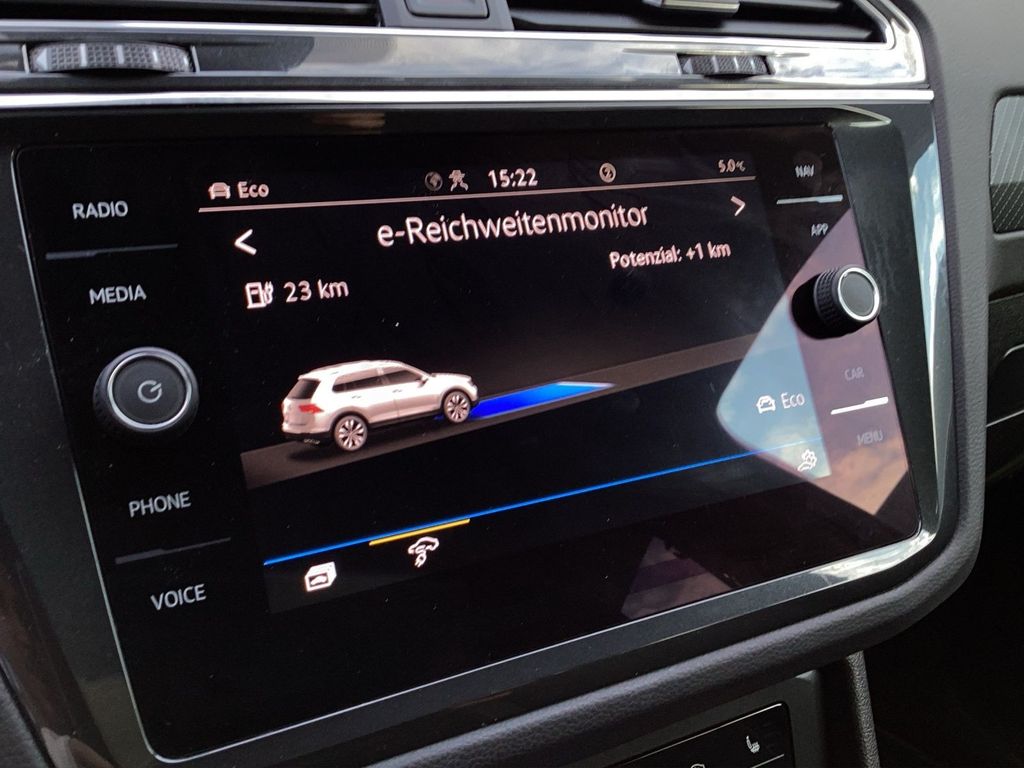 Eco
15:22
2
5.0°C
e-Reichweitenmonitor
Potenzial: +1 km
23 km
Eco
RADIO
MEDIA
PHONE
VOICE
NAV
APP
CAR
MENU